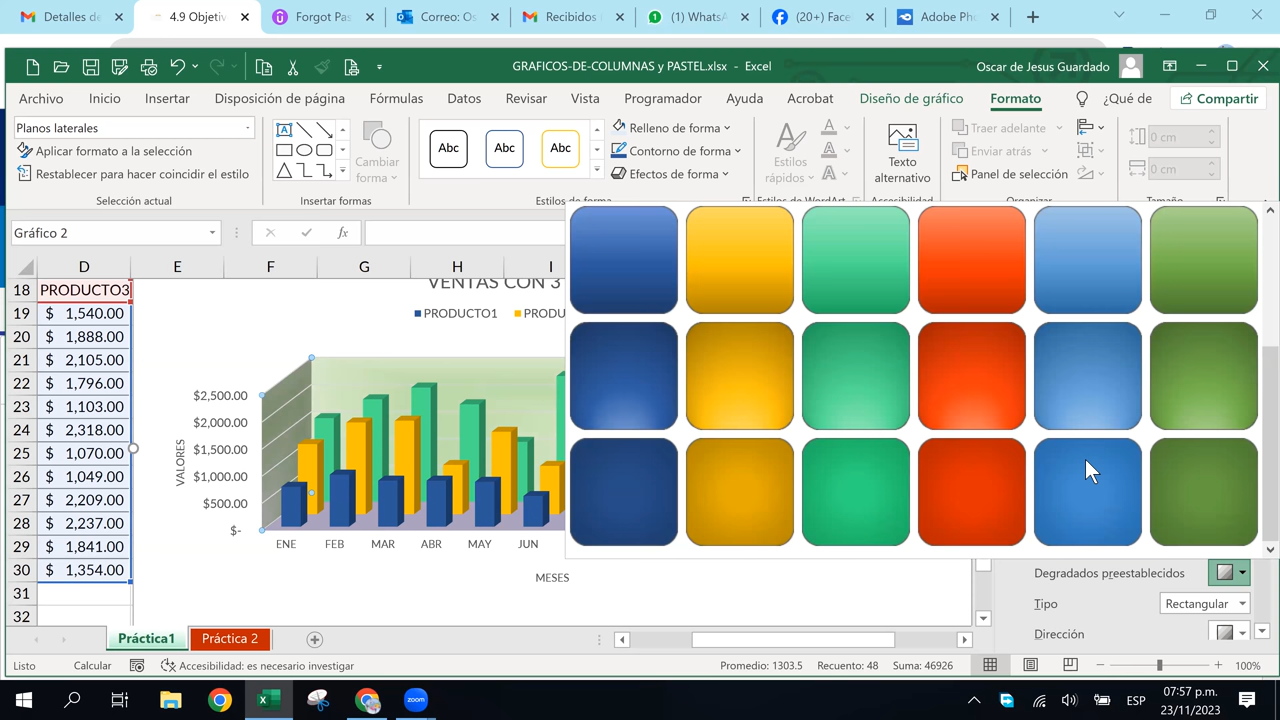 Detalles de
4.9 Objetiv
Forgot Pas
Correo: Os
Recibidos
(1) WhatsA
(20+) Face
Adobe Pho
GRAFICOS-DE-COLUMNAS y PASTEL.xlsx - Excel
Oscar de Jesus Guardado
Archivo Inicio Insertar Disposición de página Fórmulas Datos Revisar Vista Programador Ayuda Acrobat Diseño de gráfico Formato ¿Qué de Compartir
Planos laterales
Aplicar formato a la selección
Restablecer para hacer coincidir el estilo
Selección actual
Cambiar
forma
Insertar formas
Abc Abc Abc
Relleno de forma
Contorno de forma
Efectos de forma
Estilos de forma
Estilos
rápidos
A
A
A
Estilos de WordArt
Texto
alternativo
Accesibilidad
Traer adelante
Enviar atrás
Panel de selección
Organizar
0 cm
0 cm
Tamaño
Gráfico 2
fx
D E F G H I
18 PRODUCTO3
19 $ 1,540.00
20 $ 1,888.00
21 $ 2,105.00
22 $ 1,796.00
23 $ 1,103.00
24 $ 2,318.00
25 $ 1,070.00
26 $ 1,049.00
27 $ 2,209.00
28 $ 2,237.00
29 $ 1,841.00
30 $ 1,354.00
31
32
VENTAS CON 3
PRODUCTO1 PRODU
VALORES
$2,500.00
$2,000.00
$1,500.00
$1,000.00
$500.00
$-
ENE FEB MAR ABR MAY JUN
MESES
Degradados preestablecidos
Tipo Rectangular
Dirección
Práctica1 Práctica 2
Listo Calcular Accesibilidad: es necesario investigar Promedio: 1303.5 Recuento: 48 Suma: 46926 100%
zoom
ESP
07:57 p.m.
23/11/2023